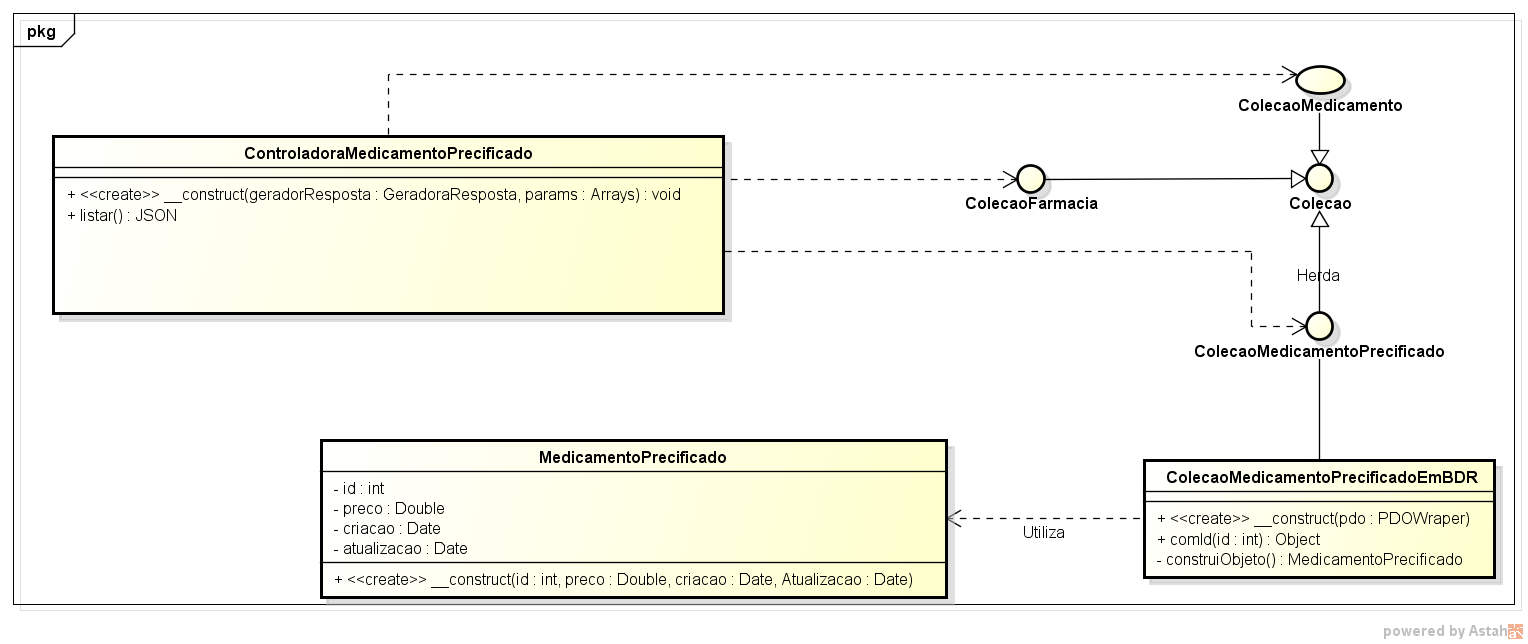 pkg
ColecaoMedicamento
ControladoraMedicamentoPrecificado
+ <<create>> __construct(geradorResposta : GeradoraResposta, params : Arrays) : void
+ listar() : JSON
ColecaoFarmacia
Colecao
Herda
ColecaoMedicamentoPrecificado
MedicamentoPrecificado
- id : int
- preco : Double
- criacao : Date
- atualizacao : Date
+ <<create>> __construct(id : int, preco : Double, criacao : Date, Atualizacao : Date)
Utiliza
ColecaoMedicamentoPrecificadoEmBDR
+ <<create>> __construct(pdo : PDOWraper)
+ comId(id : int) : Object
- construiObjeto() : MedicamentoPrecificado
powered by Astah